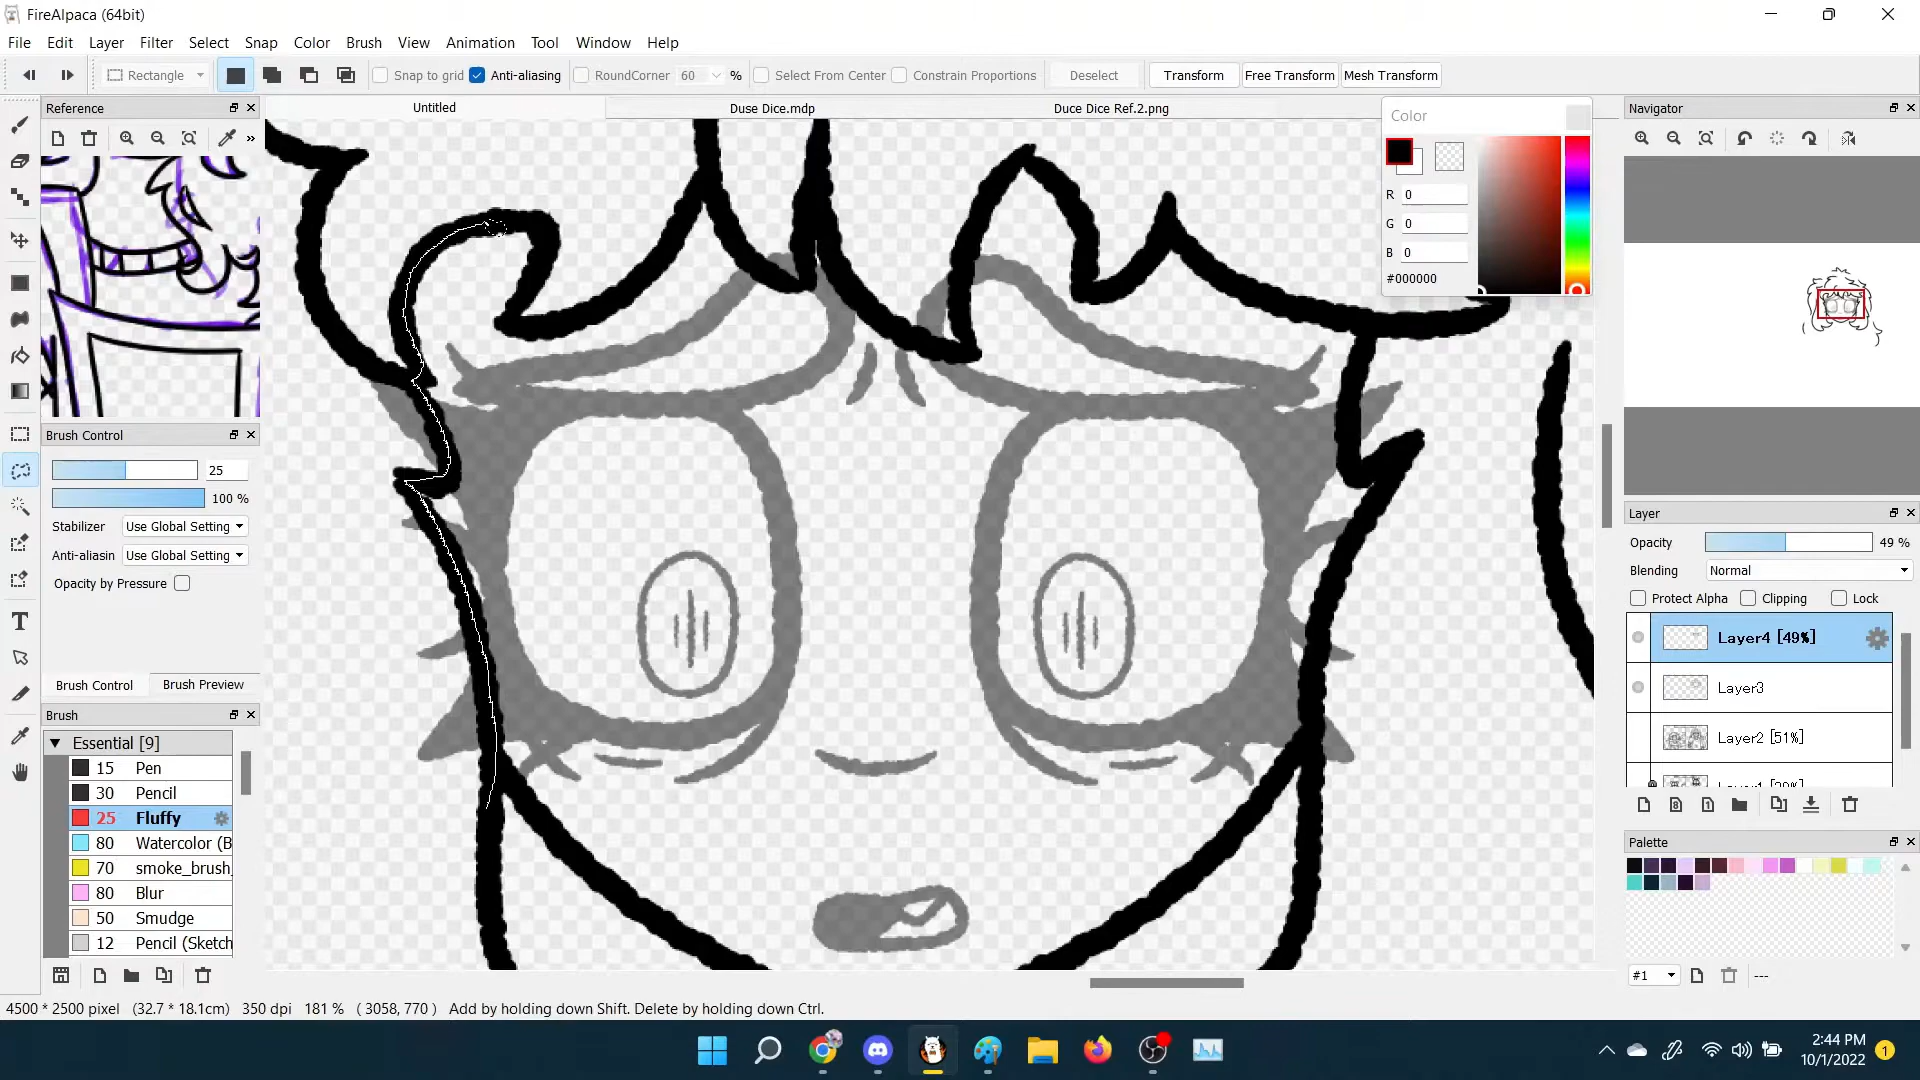 FireAlpaca (64bit)
File Edit Layer Filter Select Snap Color Brush View Animation Tool Window Help
Rectangle Snap to grid Anti-aliasing RoundCorner 60 % Select From Center Constrain Proportions Deselect Transform Free Transform Mesh Transform
Reference
Untitled Duse Dice.mdp Duce Dice Ref.2.png
Color
R 0
G 0
B 0
#000000
Navigator
Brush Control
25
100 %
Stabilizer Use Global Setting
Anti-aliasin Use Global Setting
Opacity by Pressure
Brush Control Brush Preview
Brush
Essential [9]
15 Pen
30 Pencil
25 Fluffy
80 Watercolor (B
70 smoke_brush_
80 Blur
50 Smudge
12 Pencil (Sketch
Layer
Opacity 49 %
Blending Normal
Protect Alpha Clipping Lock
Layer4 [49%]
Layer3
Layer2 [51%]
Palette
#1 ---
4500 * 2500 pixel (32.7 * 18.1cm) 350 dpi 181 % ( 3058, 770 ) Add by holding down Shift. Delete by holding down Ctrl.
2:44 PM
10/1/2022
1